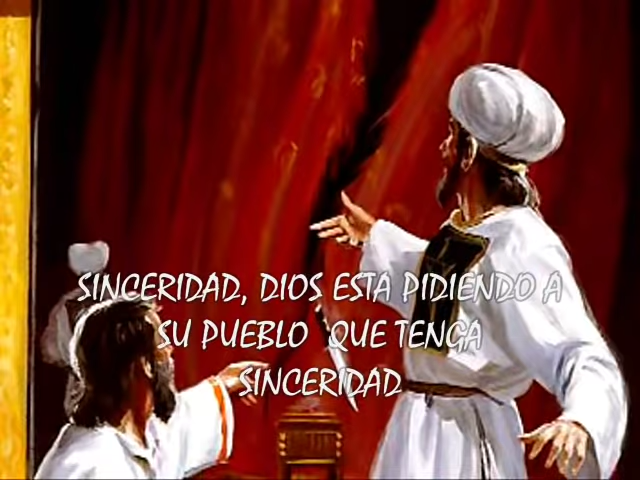 SINCERIDAD, DIOS ESTA PIDIENDO A
SU PUEBLO QUE TENGA
SINCERIDAD